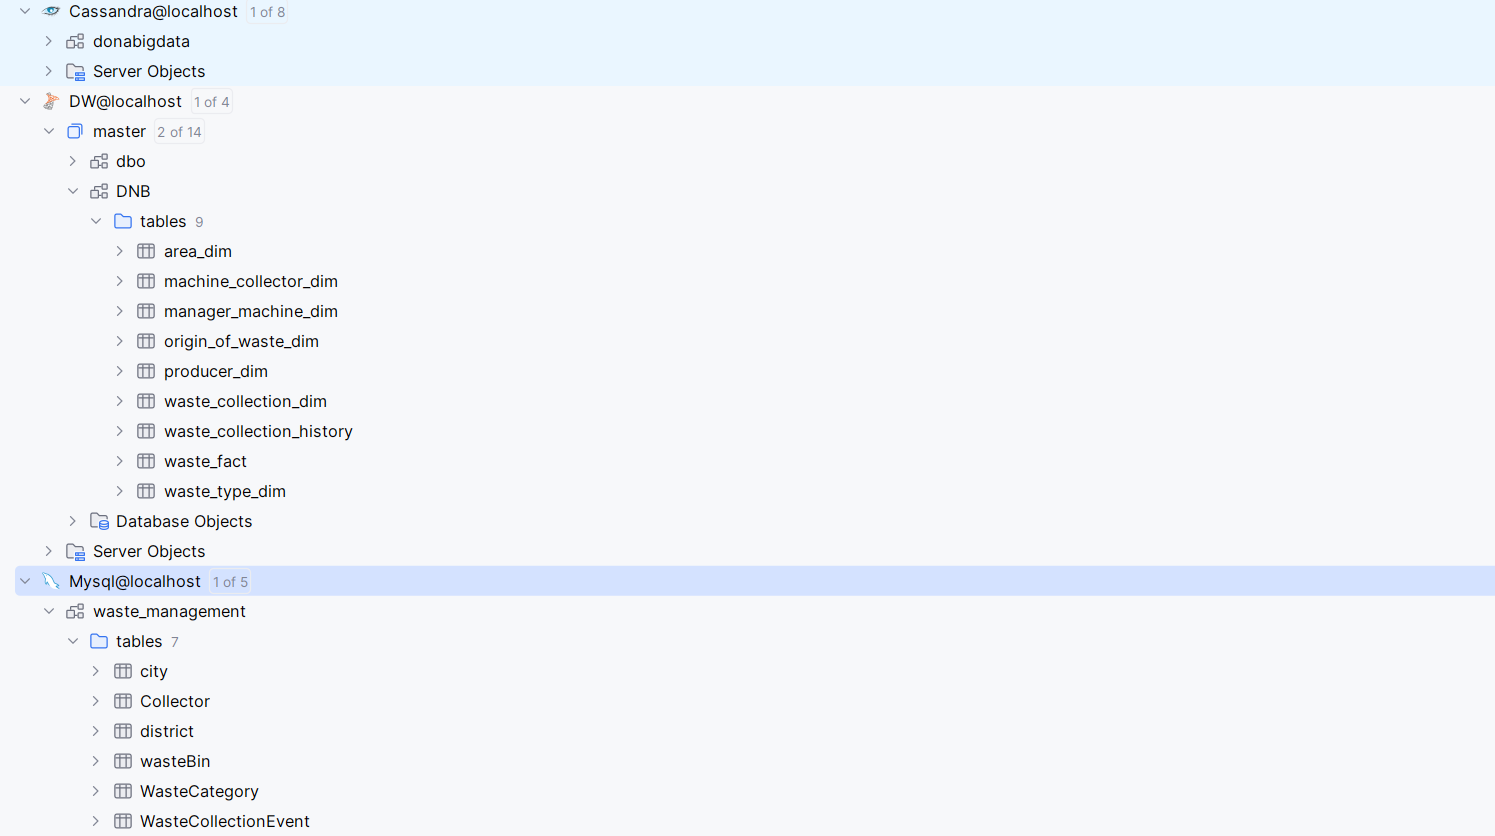 Cassandra@localhost 1 of 8
donabigdata
Server Objects
DW@localhost 1 of 4
master 2 of 14
dbo
DNB
tables 9
area_dim
machine_collector_dim
manager_machine_dim
origin_of_waste_dim
producer_dim
waste_collection_dim
waste_collection_history
waste_fact
waste_type_dim
Database Objects
Server Objects
Mysql@localhost 1 of 5
waste_management
tables 7
city
Collector
district
wasteBin
WasteCategory
WasteCollectionEvent